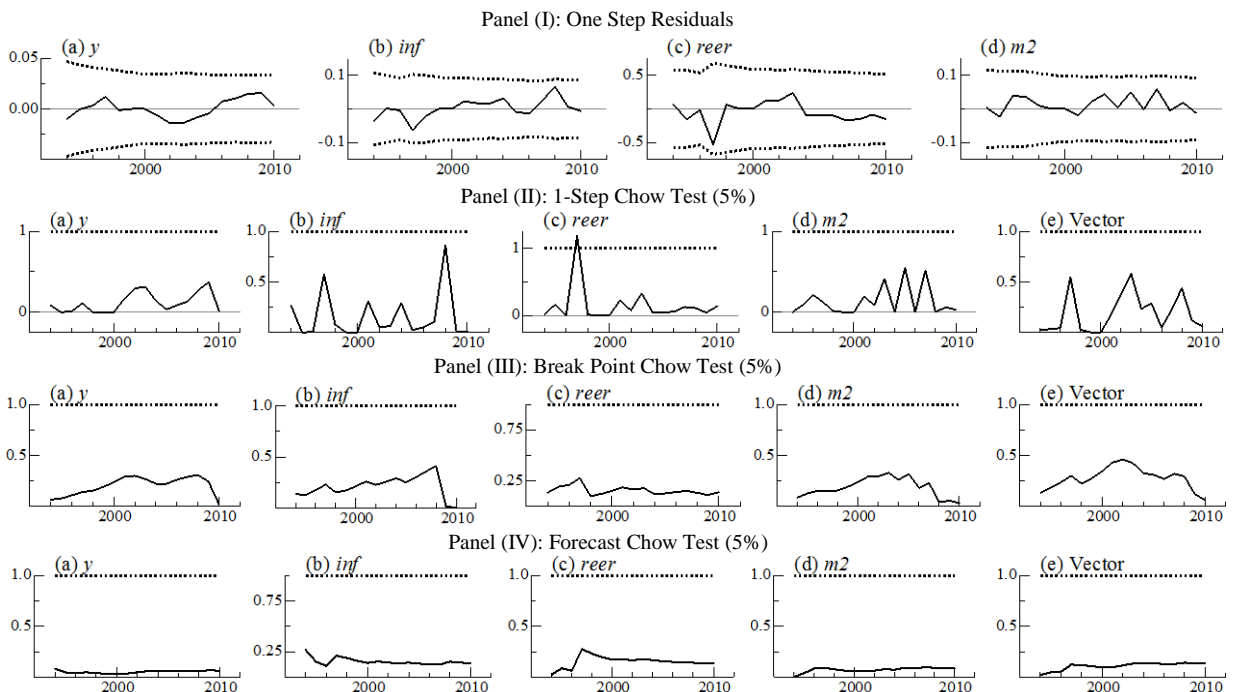 Panel (I): One Step Residuals
(a) y (b) inf (c) reer (d) m2
0.05 0.1 0.5 0.1
0.00
-0.1 -0.5 -0.1
2000 2010 2000 2010 2000 2010 2000 2010
Panel (II): 1-Step Chow Test (5%)
(a) y (b) inf (c) reer (d) m2 (e) Vector
1 1.0 1 1 1.0
0.5 0.5
0 0 0
2000 2010 2000 2010 2000 2010 2000 2010 2000 2010
Panel (III): Break Point Chow Test (5%)
(a) y (b) inf (c) reer (d) m2 (e) Vector
1.0 1.0 0.75 1.0 1.0
0.5 0.5 0.25 0.5 0.5
2000 2010 2000 2010 2000 2010 2000 2010 2000 2010
Panel (IV): Forecast Chow Test (5%)
(a) y (b) inf (c) reer (d) m2 (e) Vector
1.0 0.75 1.0 1.0 1.0
0.5 0.25 0.5 0.5 0.5
2000 2010 2000 2010 2000 2010 2000 2010 2000 2010